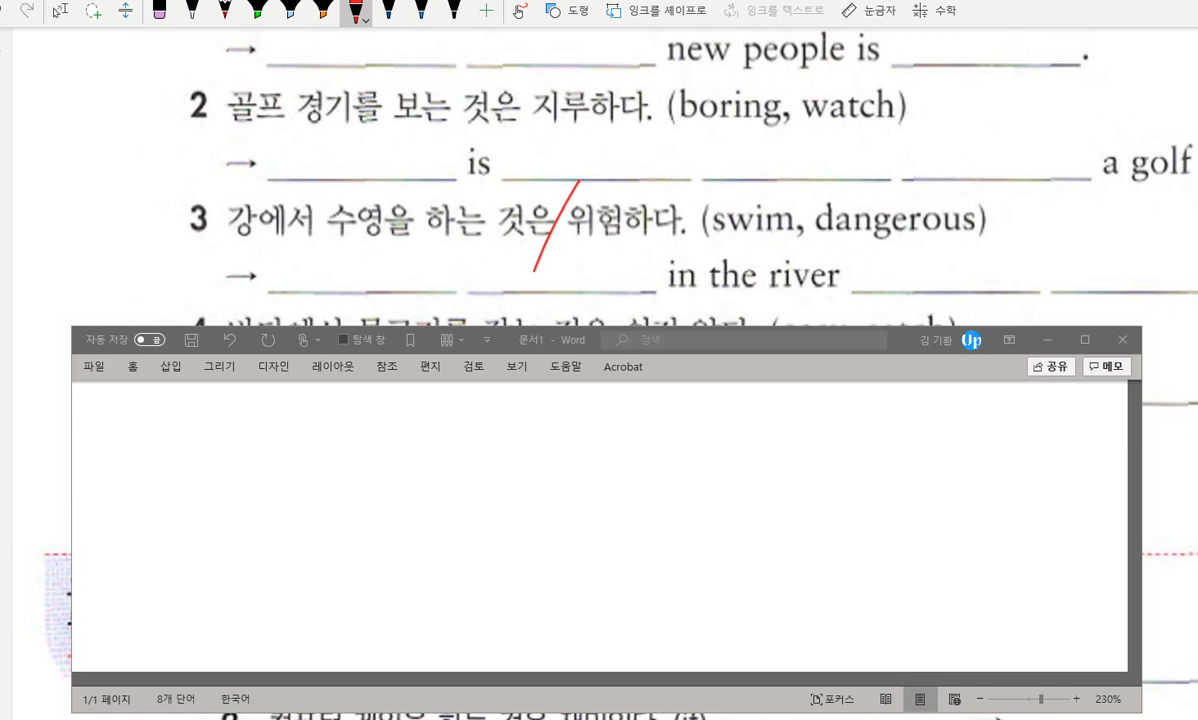 도형 잉크를 셰이프로 잉크를 텍스트로 눈금자 수학
→ new people is .
2 골프 경기를 보는 것은 지루하다. (boring, watch)
→ is a golf
3 강에서 수영을 하는 것은 위험하다. (swim, dangerous)
→ in the river
자동 저장 끔 탐색 창 문서1 - Word 검색 김 기환 Up
파일 홈 삽입 그리기 디자인 레이아웃 참조 편지 검토 보기 도움말 Acrobat 공유 메모
1/1 페이지 8개 단어 한국어 포커스 - + 230%